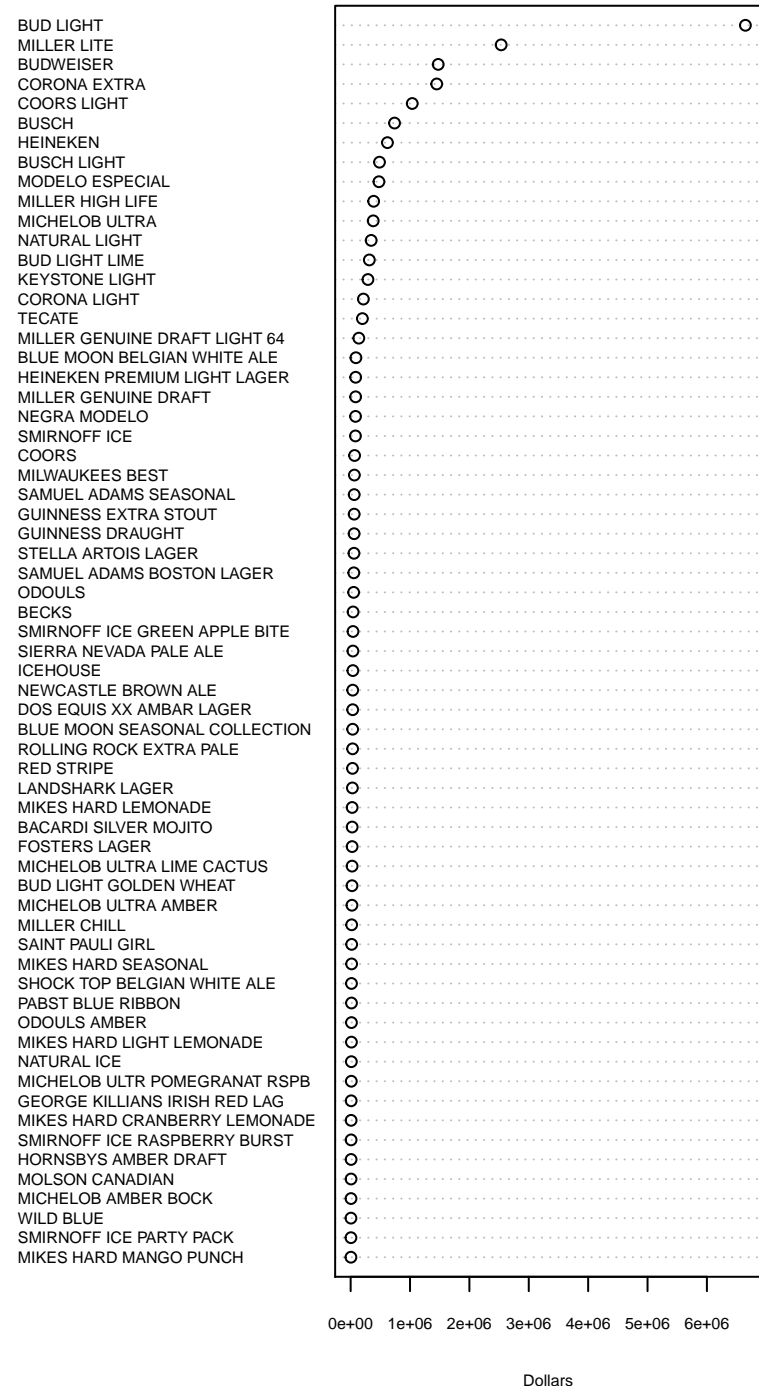 BUD LIGHT
MILLER LITE
BUDWEISER
CORONA EXTRA
COORS LIGHT
BUSCH
HEINEKEN
BUSCH LIGHT
MODELO ESPECIAL
MILLER HIGH LIFE
MICHELOB ULTRA
NATURAL LIGHT
BUD LIGHT LIME
KEYSTONE LIGHT
CORONA LIGHT
TECATE
MILLER GENUINE DRAFT LIGHT 64
BLUE MOON BELGIAN WHITE ALE
HEINEKEN PREMIUM LIGHT LAGER
MILLER GENUINE DRAFT
NEGRA MODELO
SMIRNOFF ICE
COORS
MILWAUKEES BEST
SAMUEL ADAMS SEASONAL
GUINNESS EXTRA STOUT
GUINNESS DRAUGHT
STELLA ARTOIS LAGER
SAMUEL ADAMS BOSTON LAGER
ODOULS
BECKS
SMIRNOFF ICE GREEN APPLE BITE
SIERRA NEVADA PALE ALE
ICEHOUSE
NEWCASTLE BROWN ALE
DOS EQUIS XX AMBAR LAGER
BLUE MOON SEASONAL COLLECTION
ROLLING ROCK EXTRA PALE
RED STRIPE
LANDSHARK LAGER
MIKES HARD LEMONADE
BACARDI SILVER MOJITO
FOSTERS LAGER
MICHELOB ULTRA LIME CACTUS
BUD LIGHT GOLDEN WHEAT
MICHELOB ULTRA AMBER
MILLER CHILL
SAINT PAULI GIRL
MIKES HARD SEASONAL
SHOCK TOP BELGIAN WHITE ALE
PABST BLUE RIBBON
ODOULS AMBER
MIKES HARD LIGHT LEMONADE
NATURAL ICE
MICHELOB ULTR POMEGRANAT RSPB
GEORGE KILLIANS IRISH RED LAG
MIKES HARD CRANBERRY LEMONADE
SMIRNOFF ICE RASPBERRY BURST
HORNSBYS AMBER DRAFT
MOLSON CANADIAN
MICHELOB AMBER BOCK
WILD BLUE
SMIRNOFF ICE PARTY PACK
MIKES HARD MANGO PUNCH
0e+00 1e+06 2e+06 3e+06 4e+06 5e+06 6e+06
Dollars